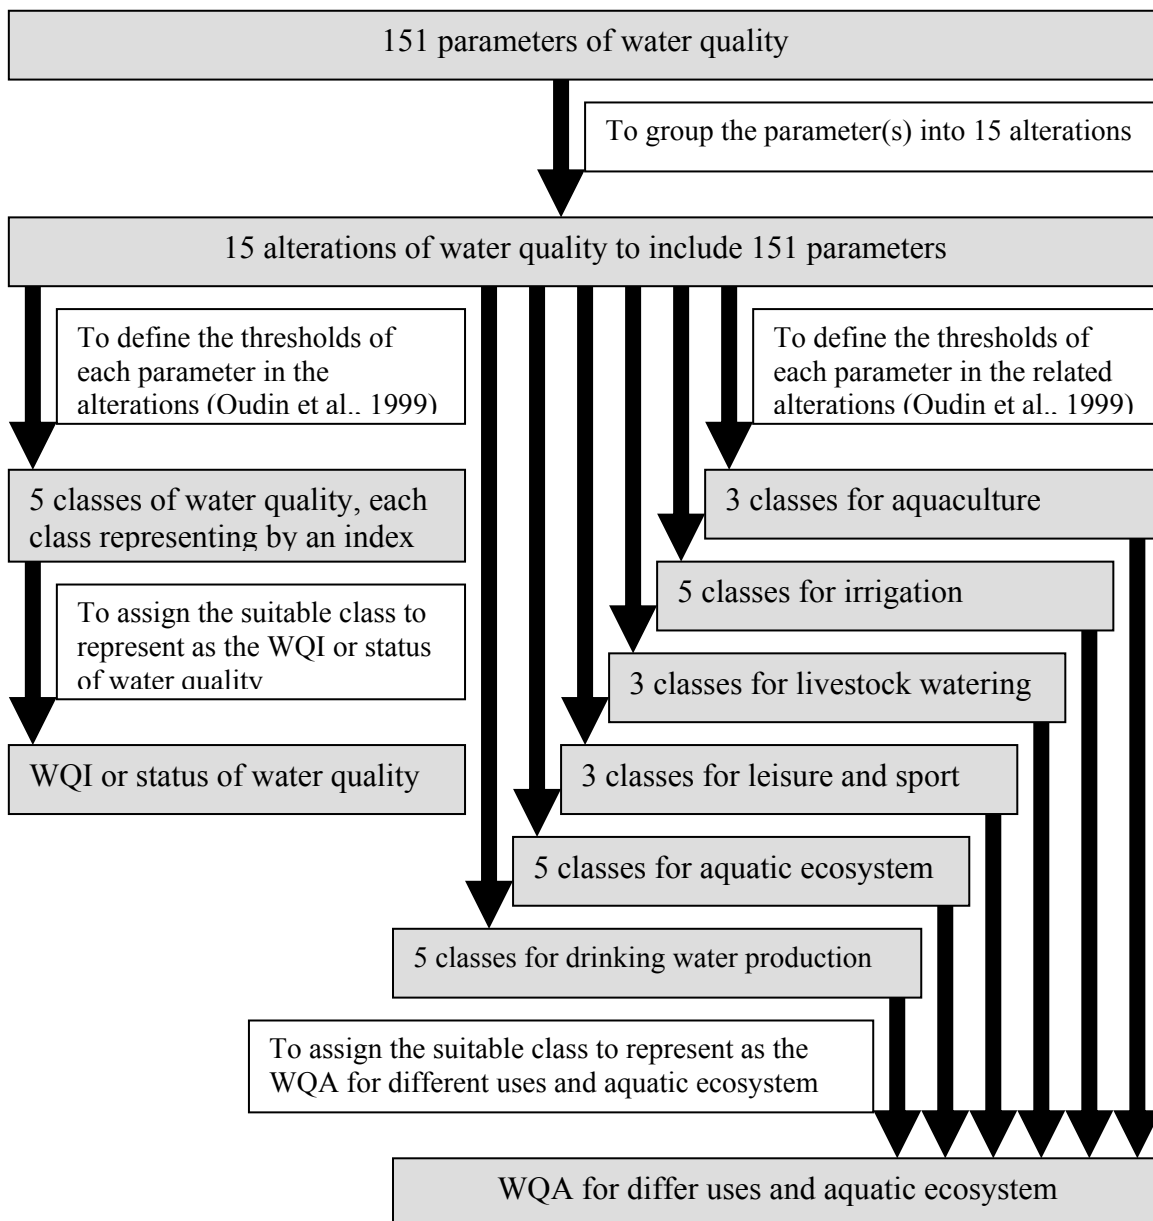 151 parameters of water quality
To group the parameter(s) into 15 alterations
15 alterations of water quality to include 151 parameters
To define the thresholds of
each parameter in the
alterations (Oudin et al., 1999)
To define the thresholds of
each parameter in the related
alterations (Oudin et al., 1999)
5 classes of water quality, each
class representing by an index
3 classes for aquaculture
5 classes for irrigation
To assign the suitable class to
represent as the WQI or status
of water quality
3 classes for livestock watering
WQI or status of water quality
3 classes for leisure and sport
5 classes for aquatic ecosystem
5 classes for drinking water production
To assign the suitable class to represent as the
WQA for different uses and aquatic ecosystem
WQA for differ uses and aquatic ecosystem